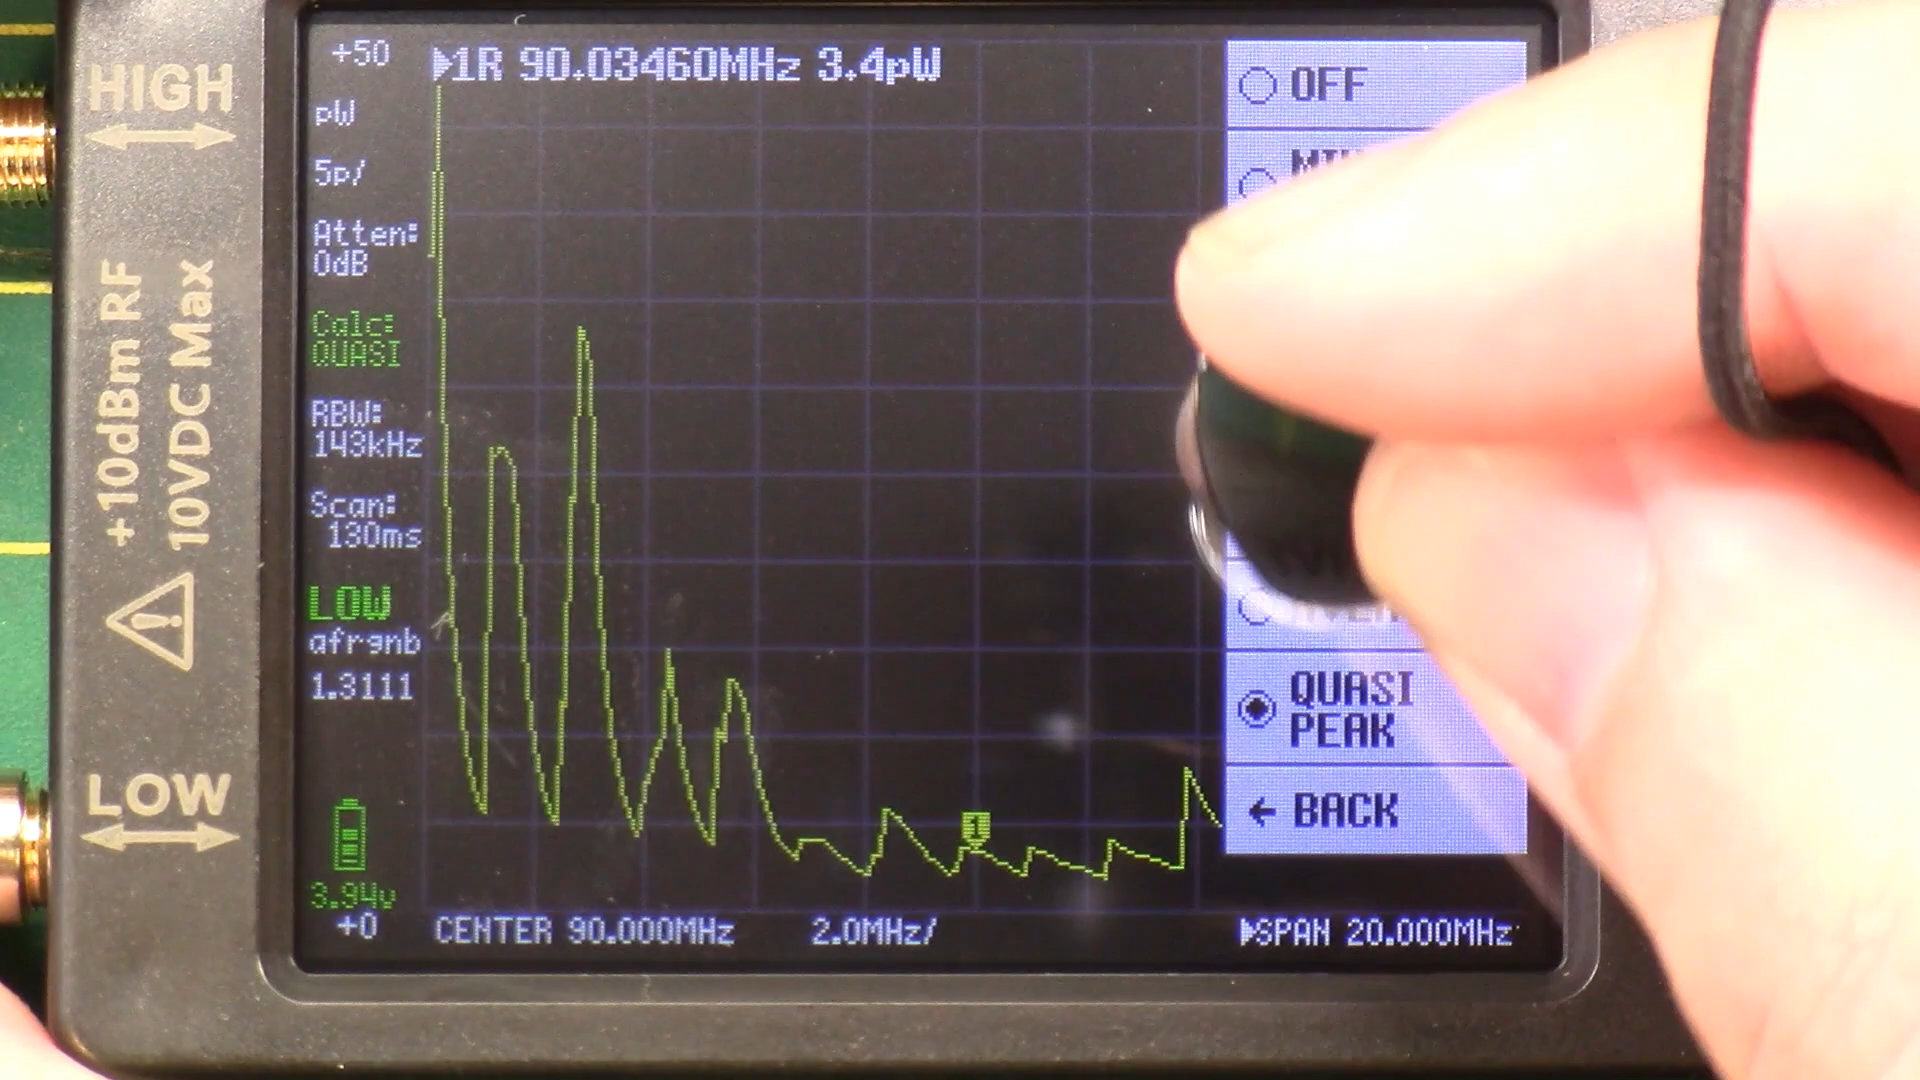 HIGH
+10dBm RF
10VDC Max
LOW
+50
pW
5p/
Atten:
0dB
Calc:
QUASI
RBW:
143kHz
Scan:
130ms
LOW
afrgnb
1.3111
3.94v
+0
1R 90.03460MHz 3.4pW
1
CENTER 90.000MHz 2.0MHz/ SPAN 20.000MHz
OFF
QUASI
PEAK
← BACK